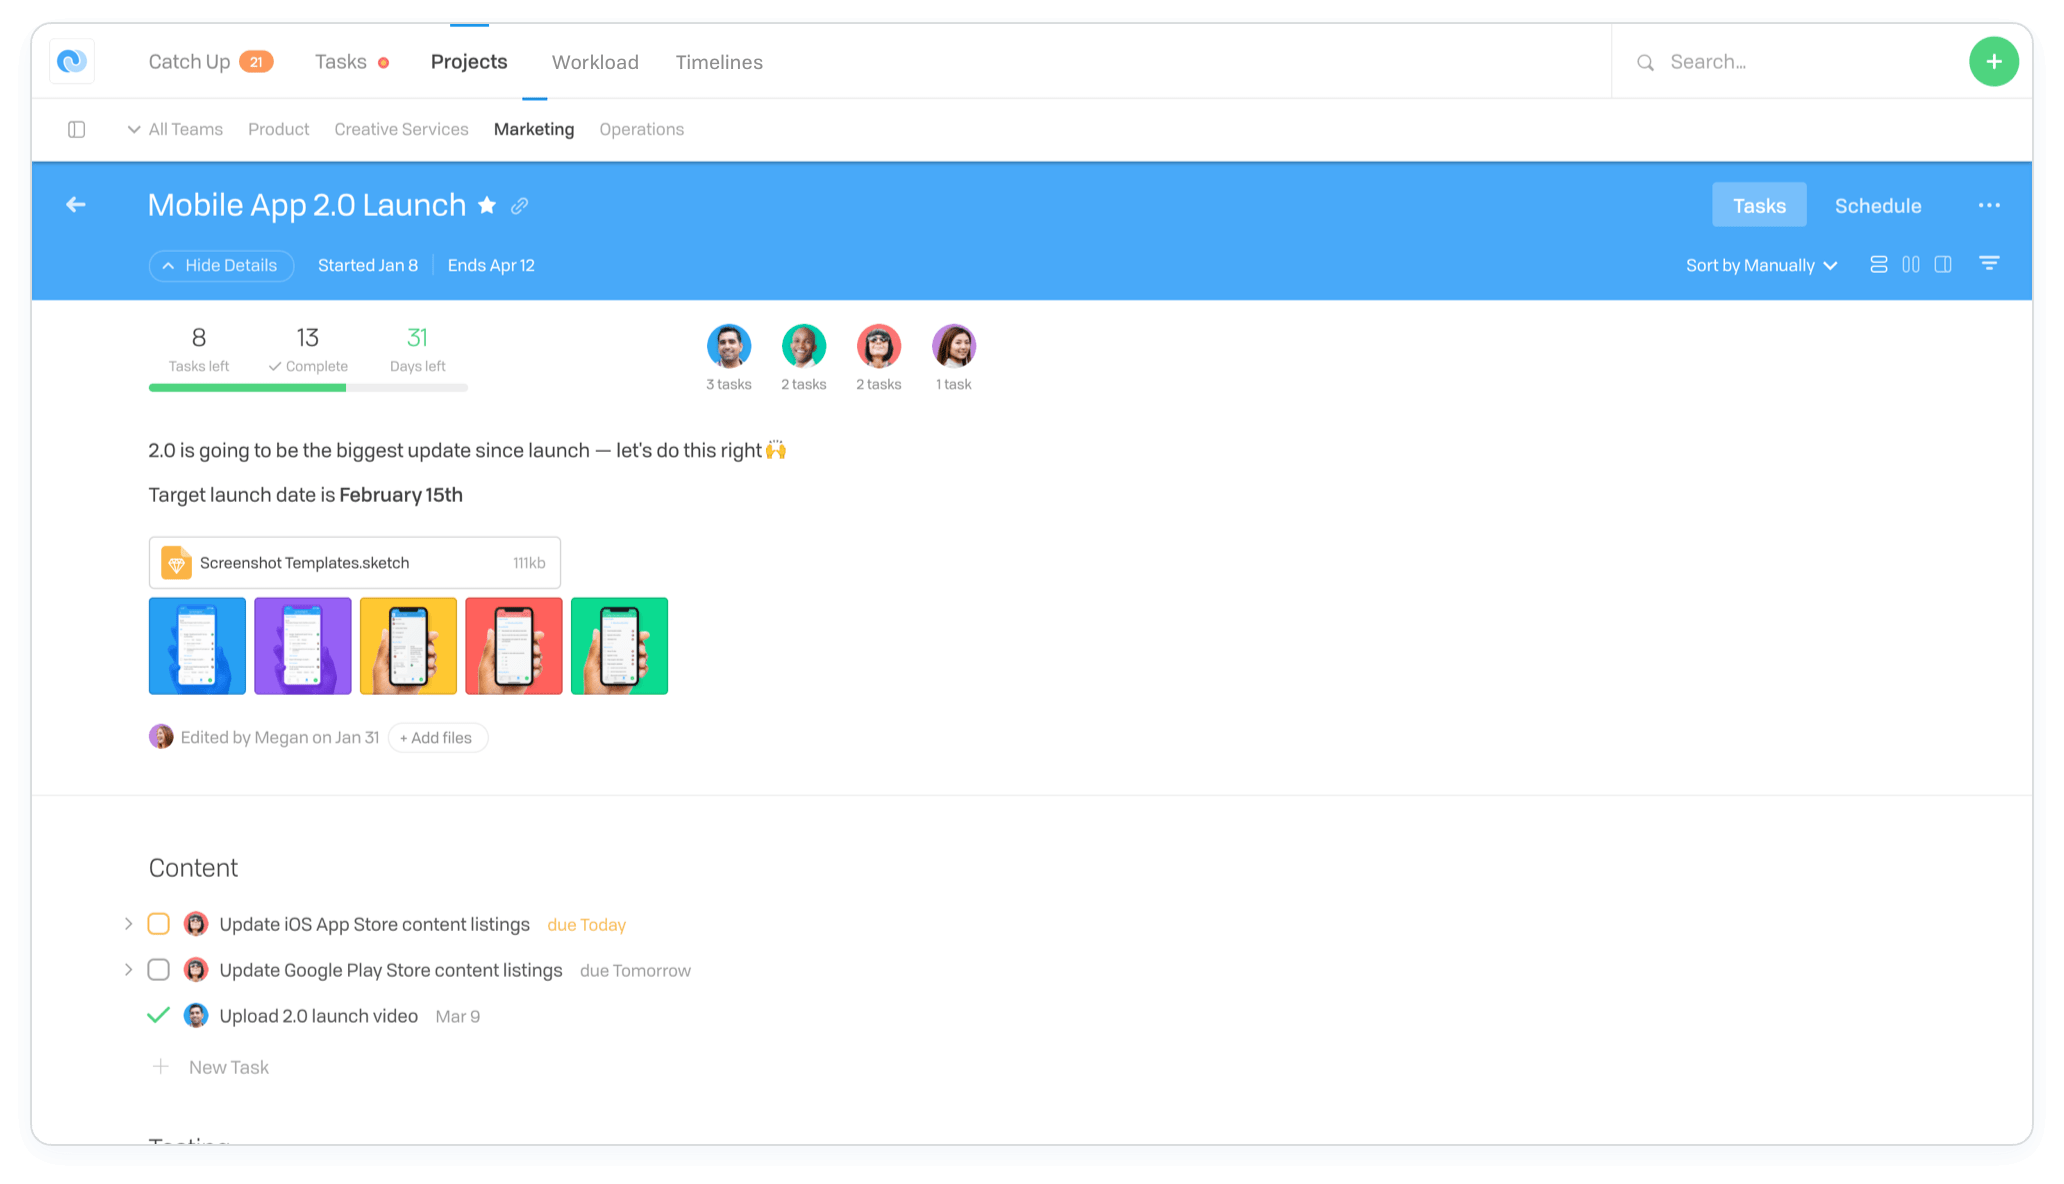 Catch Up 21 Tasks Projects Workload Timelines Search...
All Teams Product Creative Services Marketing Operations
Mobile App 2.0 Launch Tasks Schedule
Hide Details Started Jan 8 Ends Apr 12 Sort by Manually
8 13 31
Tasks left Complete Days left
3 tasks 2 tasks 2 tasks 1 task
2.0 is going to be the biggest update since launch — let's do this right 🙌
Target launch date is February 15th
Screenshot Templates.sketch 111kb
Edited by Megan on Jan 31 + Add files
Content
Update iOS App Store content listings due Today
Update Google Play Store content listings due Tomorrow
Upload 2.0 launch video Mar 9
New Task